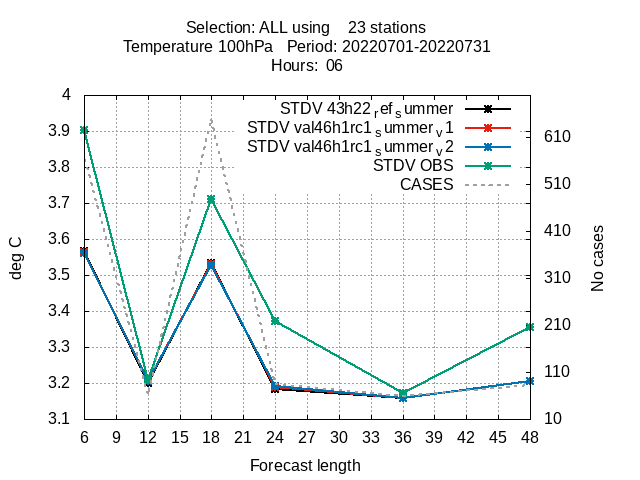 Selection: ALL using 23 stations
Temperature 100hPa Period: 20220701-20220731
Hours: 06
STDV 43h22refsummer
STDV val46h1rc1summerv1
STDV val46h1rc1summerv2
STDV OBS
CASES
4
3.9
3.8
3.7
3.6
3.5
3.4
3.3
3.2
3.1
deg C
610
510
410
310
210
110
10
No cases
6 9 12 15 18 21 24 27 30 33 36 39 42 45 48
Forecast length